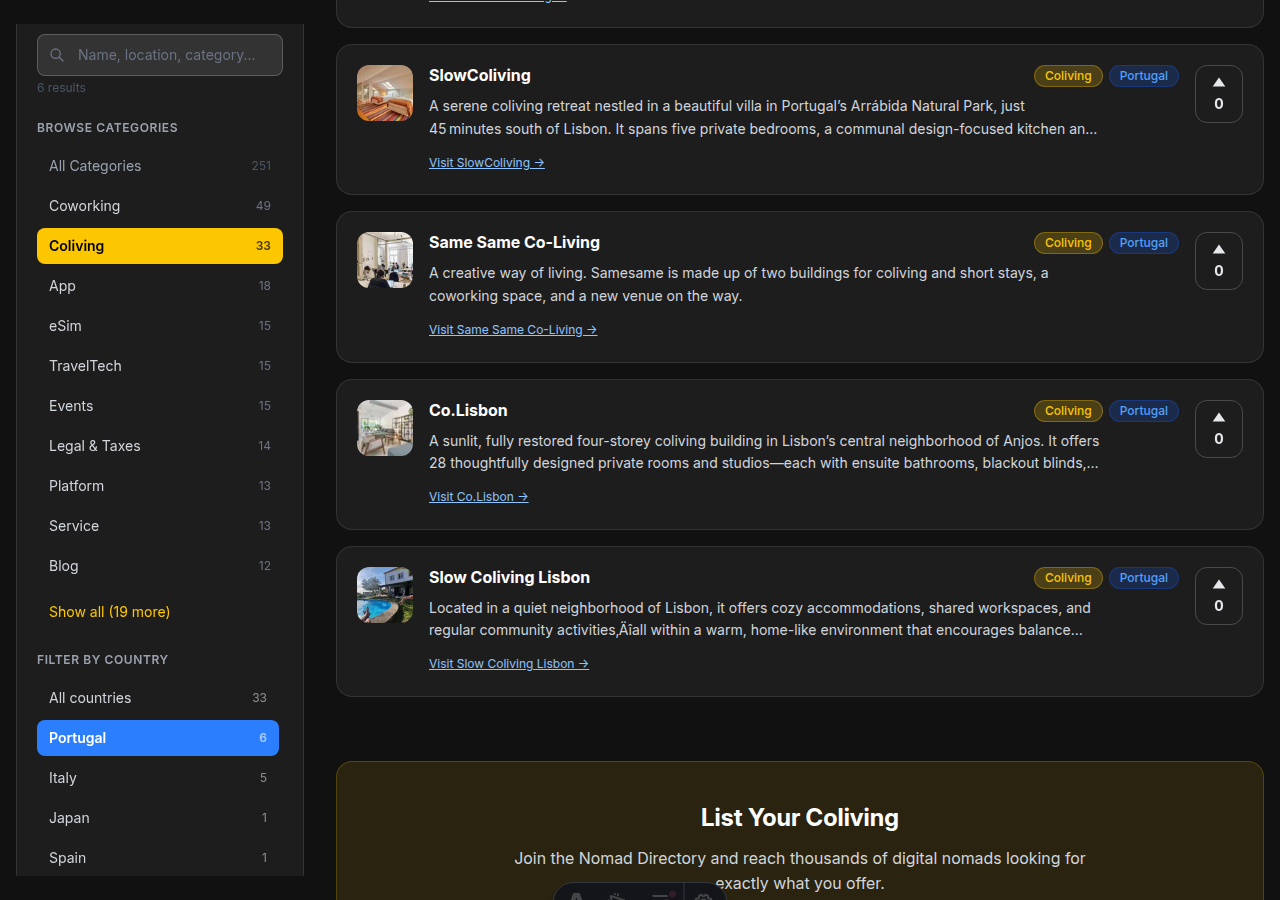 Name, location, category...
6 results
BROWSE CATEGORIES
All Categories 251
Coworking 49
Coliving 33
App 18
eSim 15
TravelTech 15
Events 15
Legal & Taxes 14
Platform 13
Service 13
Blog 12
Show all (19 more)
FILTER BY COUNTRY
All countries 33
Portugal 6
Italy 5
Japan 1
Spain 1
SlowColiving
Coliving Portugal
▲
0
A serene coliving retreat nestled in a beautiful villa in Portugal’s Arrábida Natural Park, just
45 minutes south of Lisbon. It spans five private bedrooms, a communal design-focused kitchen an...
Visit SlowColiving →
Same Same Co-Living
Coliving Portugal
▲
0
A creative way of living. Samesame is made up of two buildings for coliving and short stays, a
coworking space, and a new venue on the way.
Visit Same Same Co-Living →
Co.Lisbon
Coliving Portugal
▲
0
A sunlit, fully restored four-storey coliving building in Lisbon’s central neighborhood of Anjos. It offers
28 thoughtfully designed private rooms and studios—each with ensuite bathrooms, blackout blinds,...
Visit Co.Lisbon →
Slow Coliving Lisbon
Coliving Portugal
▲
0
Located in a quiet neighborhood of Lisbon, it offers cozy accommodations, shared workspaces, and
regular community activities‚Äîall within a warm, home-like environment that encourages balance...
Visit Slow Coliving Lisbon →
List Your Coliving
Join the Nomad Directory and reach thousands of digital nomads looking for
exactly what you offer.